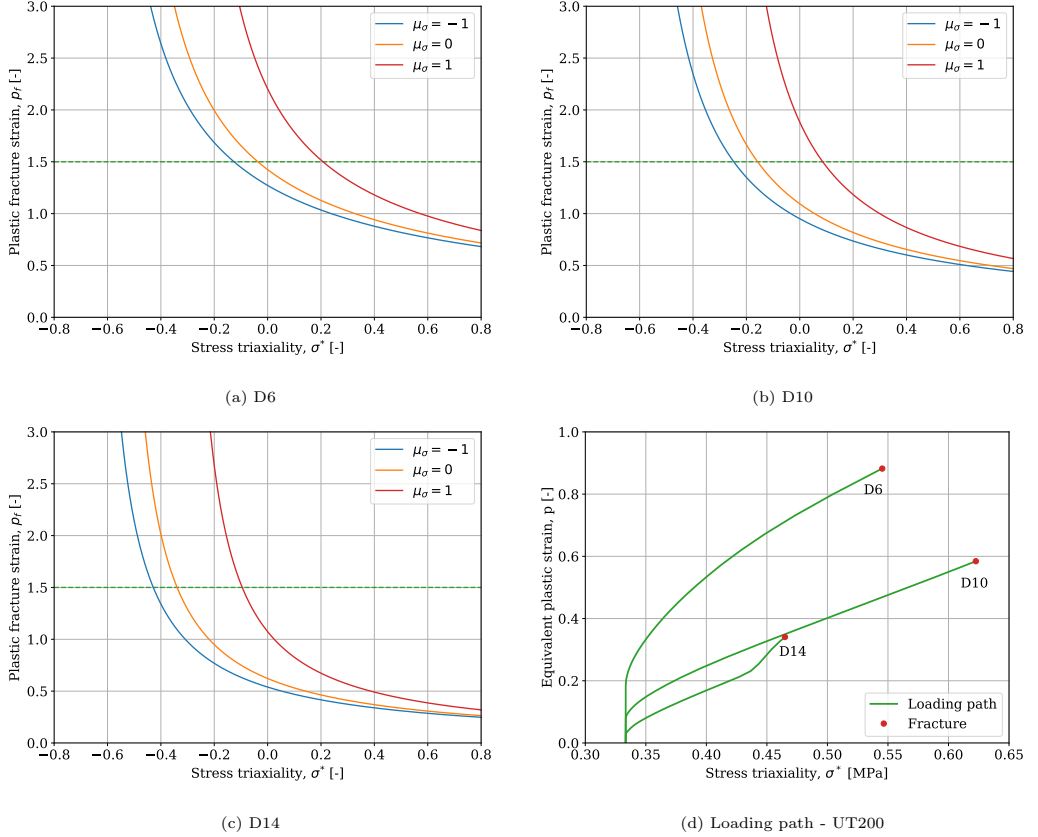 3.0
2.5
2.0
1.5
1.0
0.5
0.0
Plastic fracture strain, p_f [-]
μ_σ = −1
μ_σ = 0
μ_σ = 1
−0.8 −0.6 −0.4 −0.2 0.0 0.2 0.4 0.6 0.8
Stress triaxiality, σ* [-]
(a) D6
3.0
2.5
2.0
1.5
1.0
0.5
0.0
Plastic fracture strain, p_f [-]
μ_σ = −1
μ_σ = 0
μ_σ = 1
−0.8 −0.6 −0.4 −0.2 0.0 0.2 0.4 0.6 0.8
Stress triaxiality, σ* [-]
(b) D10
3.0
2.5
2.0
1.5
1.0
0.5
0.0
Plastic fracture strain, p_f [-]
μ_σ = −1
μ_σ = 0
μ_σ = 1
−0.8 −0.6 −0.4 −0.2 0.0 0.2 0.4 0.6 0.8
Stress triaxiality, σ* [-]
(c) D14
1.0
0.8
0.6
0.4
0.2
0.0
Equivalent plastic strain, p [-]
D6
D10
D14
Loading path
Fracture
0.30 0.35 0.40 0.45 0.50 0.55 0.60 0.65
Stress triaxiality, σ* [MPa]
(d) Loading path - UT200